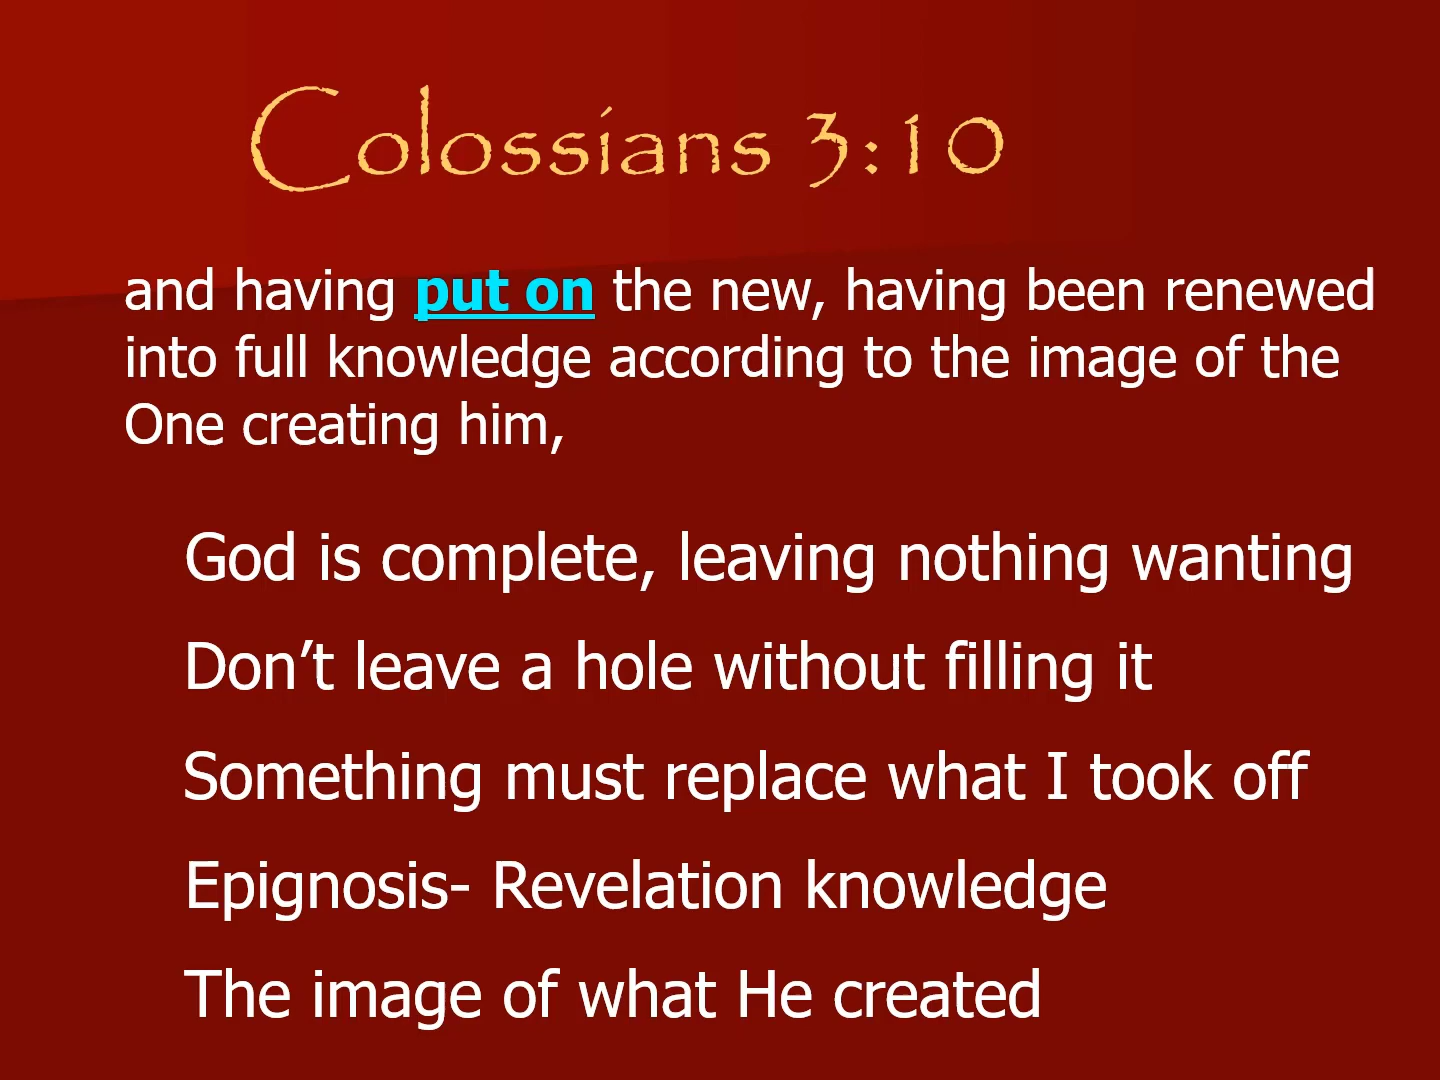 Colossians 3:10
and having put on the new, having been renewed
into full knowledge according to the image of the
One creating him,
God is complete, leaving nothing wanting
Don’t leave a hole without filling it
Something must replace what I took off
Epignosis- Revelation knowledge
The image of what He created